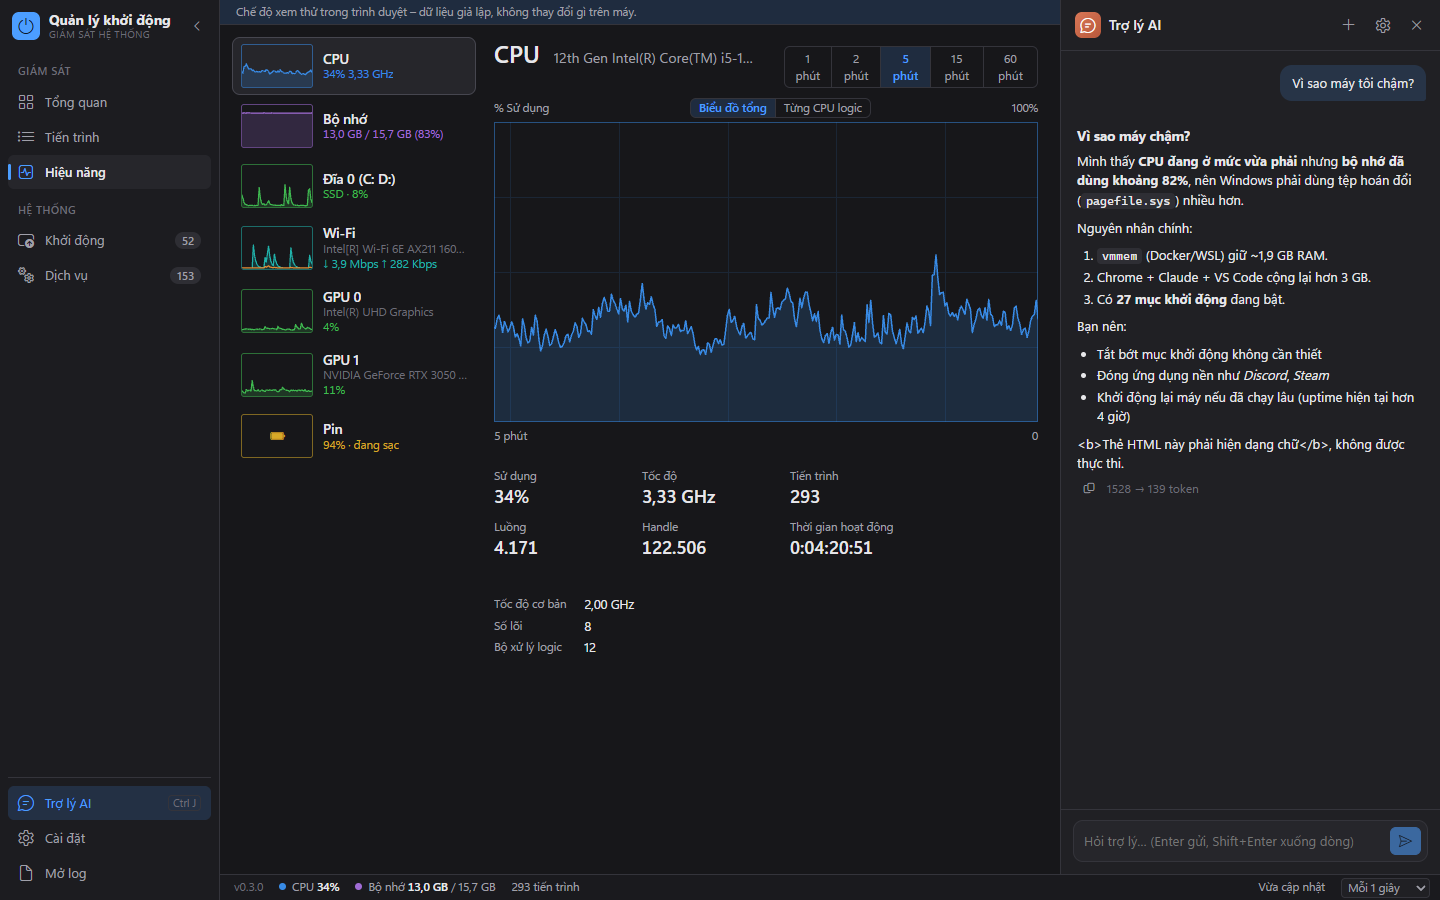 Quản lý khởi động
GIÁM SÁT HỆ THỐNG
GIÁM SÁT
Tổng quan
Tiến trình
Hiệu năng
HỆ THỐNG
Khởi động 52
Dịch vụ 153
Trợ lý AI Ctrl J
Cài đặt
Mở log
Chế độ xem thử trong trình duyệt – dữ liệu giả lập, không thay đổi gì trên máy.
CPU
34% 3,33 GHz
Bộ nhớ
13,0 GB / 15,7 GB (83%)
Đĩa 0 (C: D:)
SSD · 8%
Wi-Fi
Intel[R] Wi-Fi 6E AX211 160...
↓ 3,9 Mbps ↑ 282 Kbps
GPU 0
Intel(R) UHD Graphics
4%
GPU 1
NVIDIA GeForce RTX 3050 ...
11%
Pin
94% · đang sạc
CPU 12th Gen Intel(R) Core(TM) i5-1...
1 phút
2 phút
5 phút
15 phút
60 phút
% Sử dụng
Biểu đồ tổng
Từng CPU logic
100%
5 phút 0
Sử dụng Tốc độ Tiến trình
34% 3,33 GHz 293
Luồng Handle Thời gian hoạt động
4.171 122.506 0:04:20:51
Tốc độ cơ bản 2,00 GHz
Số lõi 8
Bộ xử lý logic 12
Trợ lý AI
Vì sao máy tôi chậm?
Vì sao máy chậm?
Mình thấy CPU đang ở mức vừa phải nhưng bộ nhớ đã
dùng khoảng 82%, nên Windows phải dùng tệp hoán đổi
(pagefile.sys) nhiều hơn.
Nguyên nhân chính:
1. vmmem (Docker/WSL) giữ ~1,9 GB RAM.
2. Chrome + Claude + VS Code cộng lại hơn 3 GB.
3. Có 27 mục khởi động đang bật.
Bạn nên:
• Tắt bớt mục khởi động không cần thiết
• Đóng ứng dụng nền như Discord, Steam
• Khởi động lại máy nếu đã chạy lâu (uptime hiện tại hơn
4 giờ)
<b>Thẻ HTML này phải hiện dạng chữ</b>, không được
thực thi.
1528 → 139 token
Hỏi trợ lý... (Enter gửi, Shift+Enter xuống dòng)
v0.3.0 CPU 34% Bộ nhớ 13,0 GB / 15,7 GB 293 tiến trình
Vừa cập nhật Mỗi 1 giây